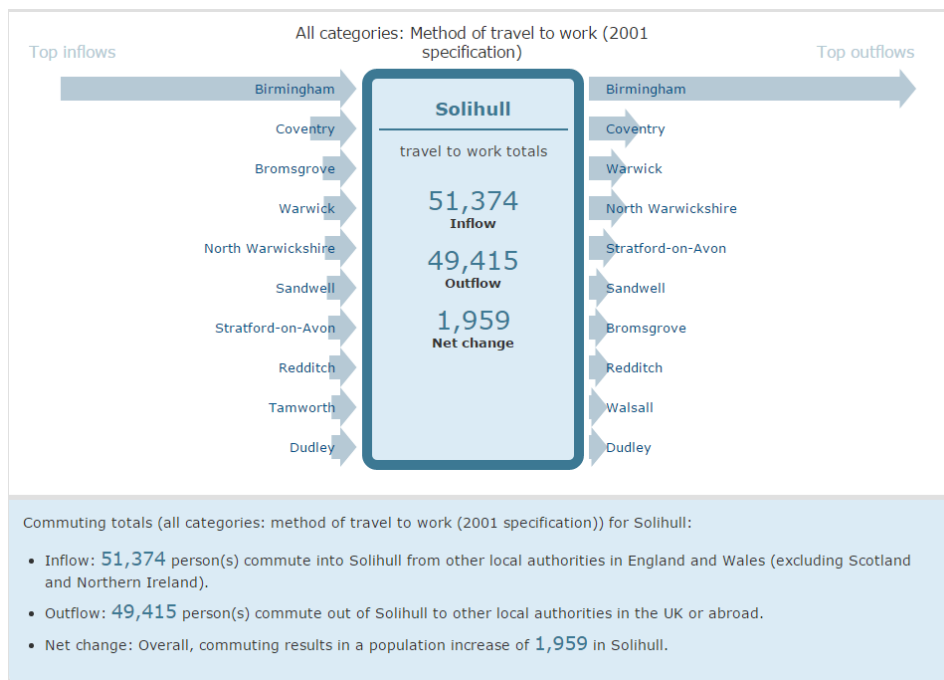 All categories: Method of travel to work (2001
specification)
Top inflows
Top outflows
Birmingham
Coventry
Bromsgrove
Warwick
North Warwickshire
Sandwell
Stratford-on-Avon
Redditch
Tamworth
Dudley
Solihull
travel to work totals
51,374
Inflow
49,415
Outflow
1,959
Net change
Birmingham
Coventry
Warwick
North Warwickshire
Stratford-on-Avon
Sandwell
Bromsgrove
Redditch
Walsall
Dudley
Commuting totals (all categories: method of travel to work (2001 specification)) for Solihull:
• Inflow: 51,374 person(s) commute into Solihull from other local authorities in England and Wales (excluding Scotland
and Northern Ireland).
• Outflow: 49,415 person(s) commute out of Solihull to other local authorities in the UK or abroad.
• Net change: Overall, commuting results in a population increase of 1,959 in Solihull.